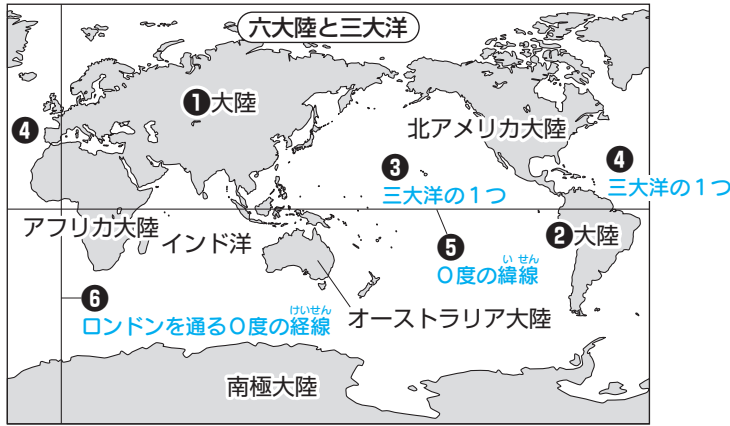 六大陸と三大洋
❶大陸
❹
北アメリカ大陸
❸
三大洋の1つ
❹
三大洋の1つ
アフリカ大陸
インド洋
❷大陸
❺
0度の緯線
いせん
❻
ロンドンを通る0度の経線
けいせん
オーストラリア大陸
南極大陸